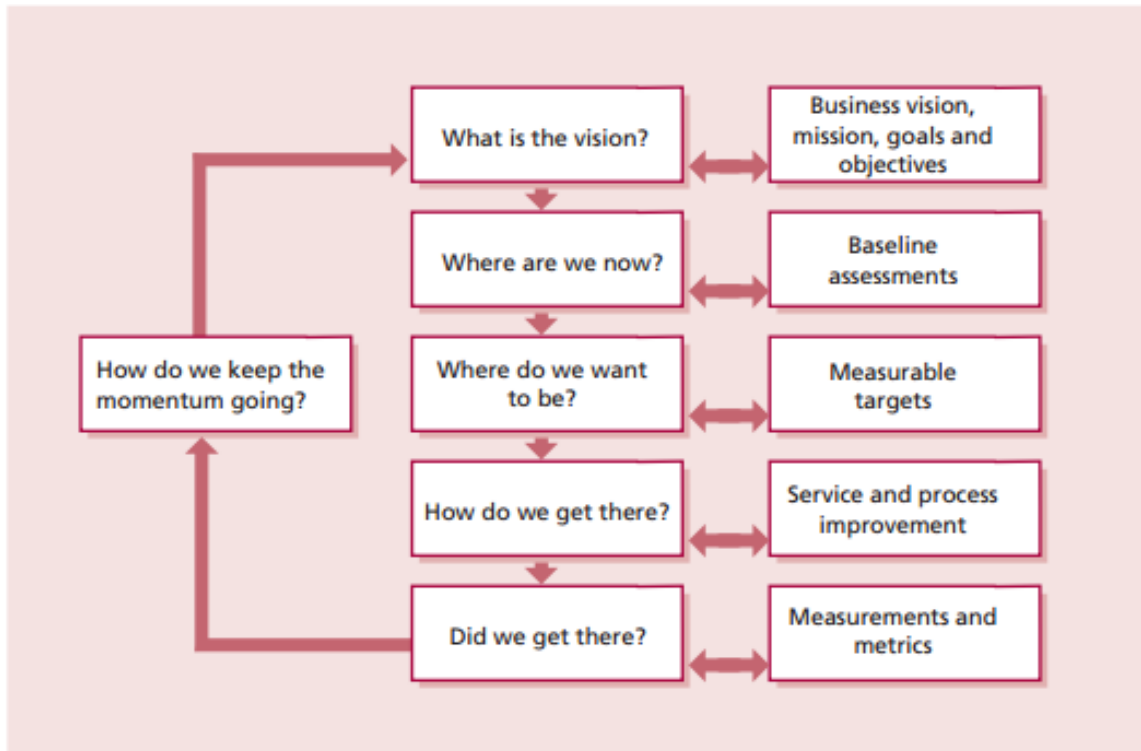 What is the vision?
Business vision,
mission, goals and
objectives
Where are we now?
Baseline
assessments
How do we keep the
momentum going?
Where do we want
to be?
Measurable
targets
How do we get there?
Service and process
improvement
Did we get there?
Measurements and
metrics